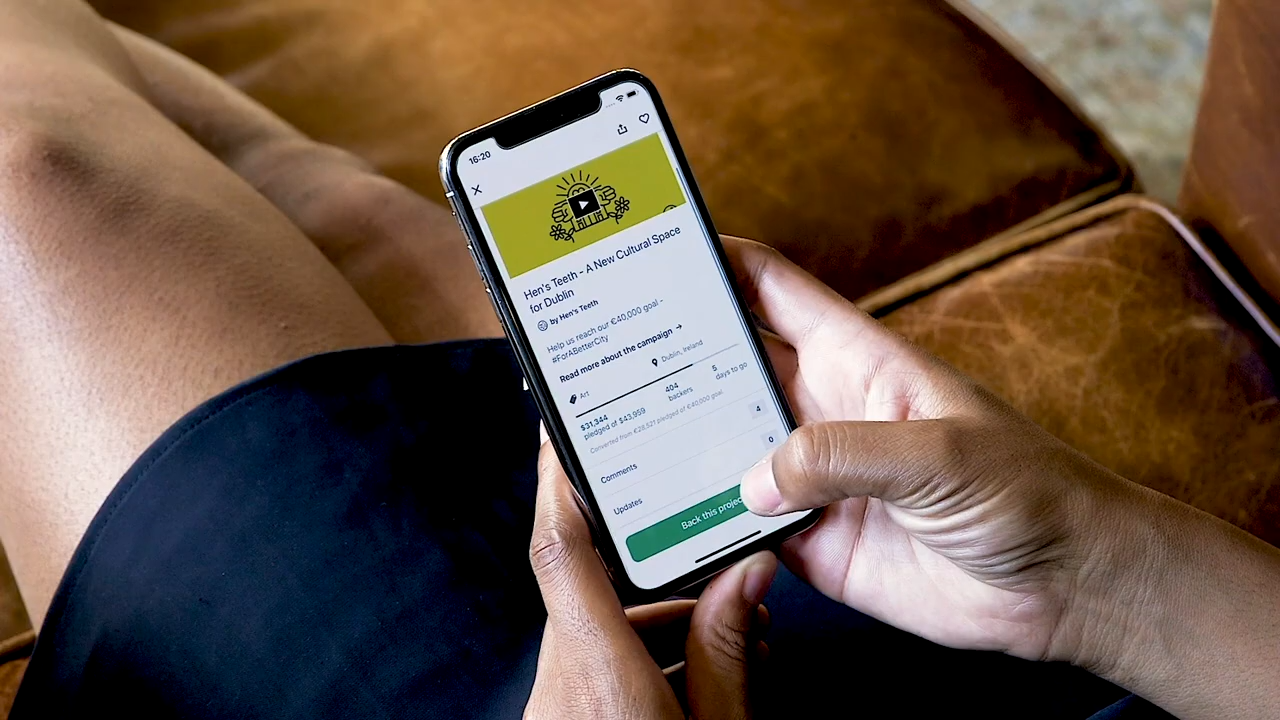 16:20
Hen's Teeth - A New Cultural Space
for Dublin
by Hen's Teeth
Help us reach our €40,000 goal -
#ForABetterCity
Read more about the campaign →
Art
Dublin, Ireland
$31,344
pledged of $43,959
404
backers
5
days to go
Converted from €28,521 pledged of €40,000 goal.
Comments
4
Updates
0
Back this projec